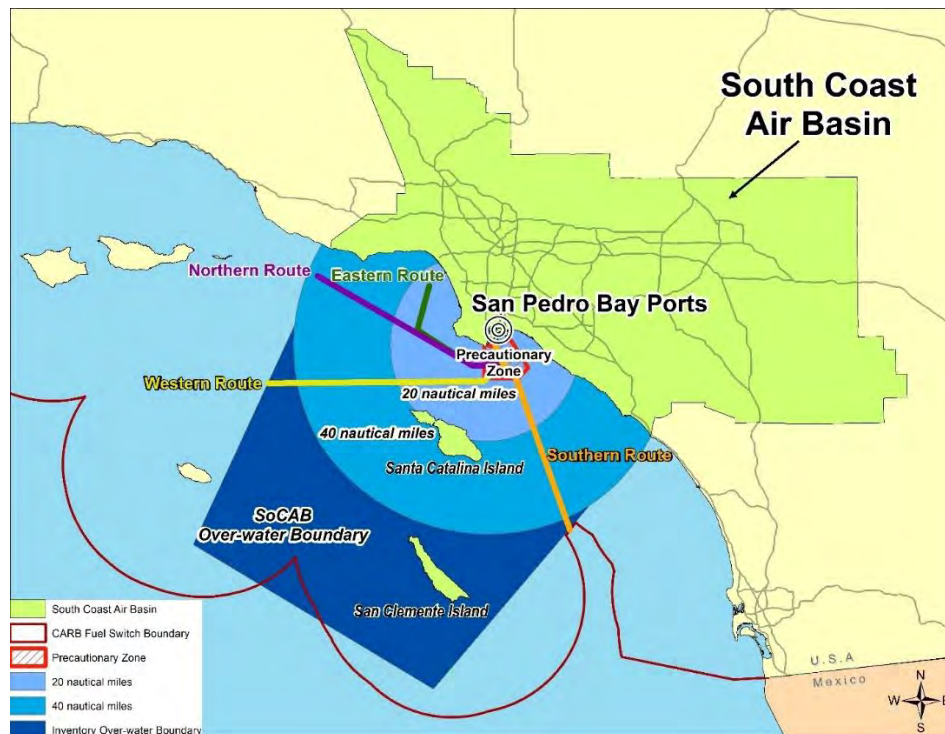 South Coast
Air Basin
Northern Route
Eastern Route
San Pedro Bay Ports
Precautionary
Zone
Western Route
20 nautical miles
40 nautical miles
Santa Catalina Island
Southern Route
SoCAB
Over-water Boundary
San Clemente Island
South Coast Air Basin
CARB Fuel Switch Boundary
Precautionary Zone
20 nautical miles
40 nautical miles
Inventory Over-water Boundary
U.S.A
Mexico
N
W
E
S